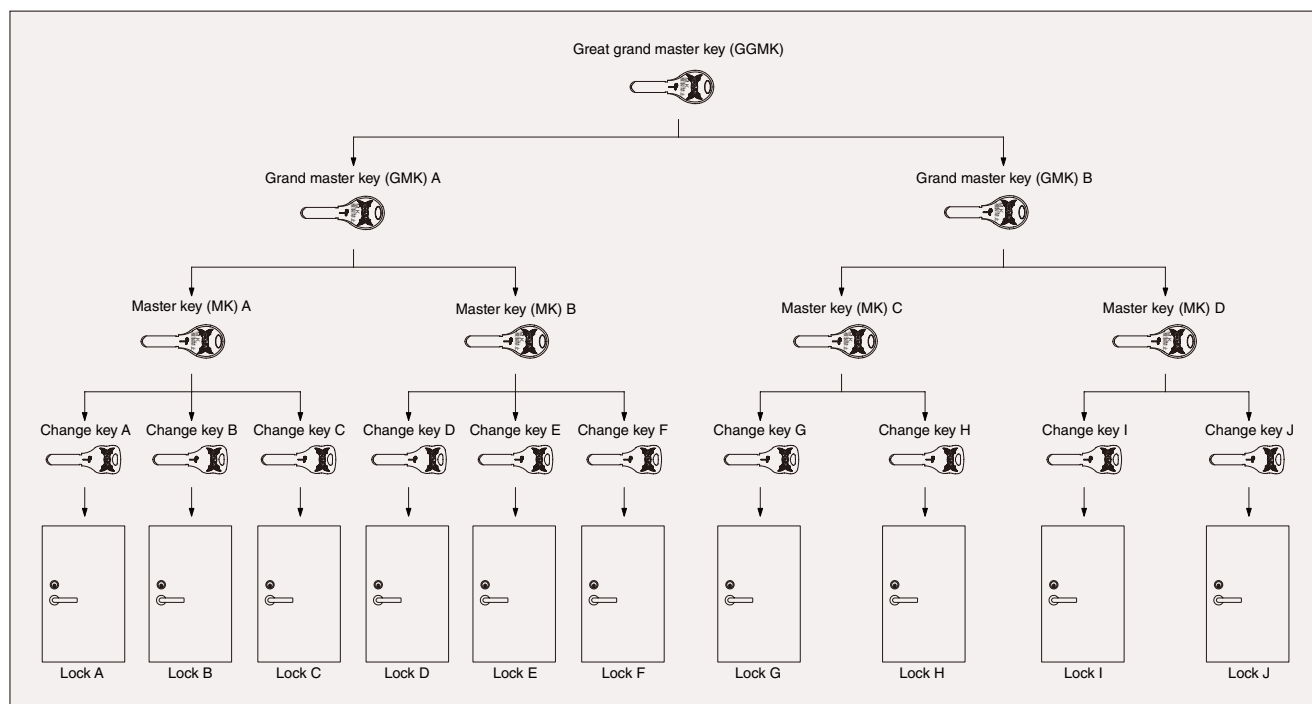 Great grand master key (GGMK)
Grand master key (GMK) A
Grand master key (GMK) B
Master key (MK) A
Master key (MK) B
Master key (MK) C
Master key (MK) D
Change key A
Change key B
Change key C
Change key D
Change key E
Change key F
Change key G
Change key H
Change key I
Change key J
Lock A
Lock B
Lock C
Lock D
Lock E
Lock F
Lock G
Lock H
Lock I
Lock J